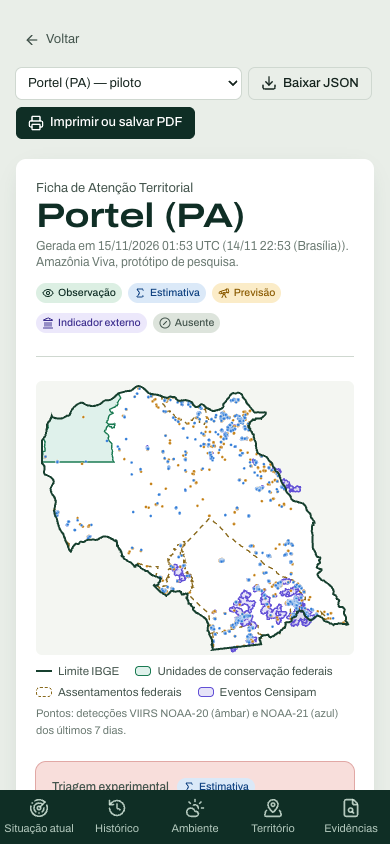 Voltar
Portel (PA) — piloto
Baixar JSON
Imprimir ou salvar PDF
Ficha de Atenção Territorial
Portel (PA)
Gerada em 15/11/2026 01:53 UTC (14/11 22:53 (Brasília)).
Amazônia Viva, protótipo de pesquisa.
Observação
Estimativa
Previsão
Indicador externo
Ausente
Limite IBGE
Unidades de conservação federais
Assentamentos federais
Eventos Censipam
Pontos: detecções VIIRS NOAA-20 (âmbar) e NOAA-21 (azul)
dos últimos 7 dias.
Triagem experimental
Estimativa
Situação atual
Histórico
Ambiente
Território
Evidências